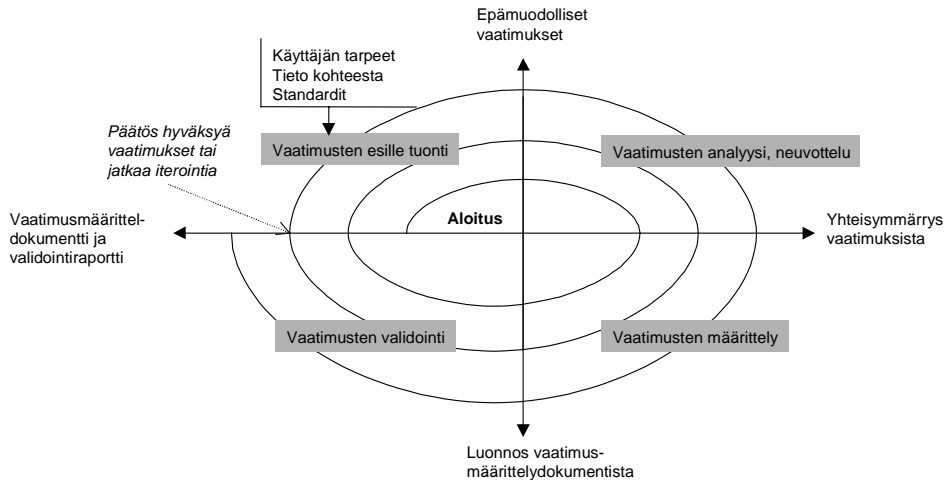 Epämuodolliset
vaatimukset
Käyttäjän tarpeet
Tieto kohteesta
Standardit
Päätös hyväksyä
vaatimukset tai
jatkaa iterointia
Vaatimusten esille tuonti
Vaatimusten analyysi, neuvottelu
Vaatimusmäärittel-
dokumentti ja
validointiraportti
Aloitus
Yhteisymmärrys
vaatimuksista
Vaatimusten validointi
Vaatimusten määrittely
Luonnos vaatimus-
määrittelydokumentista